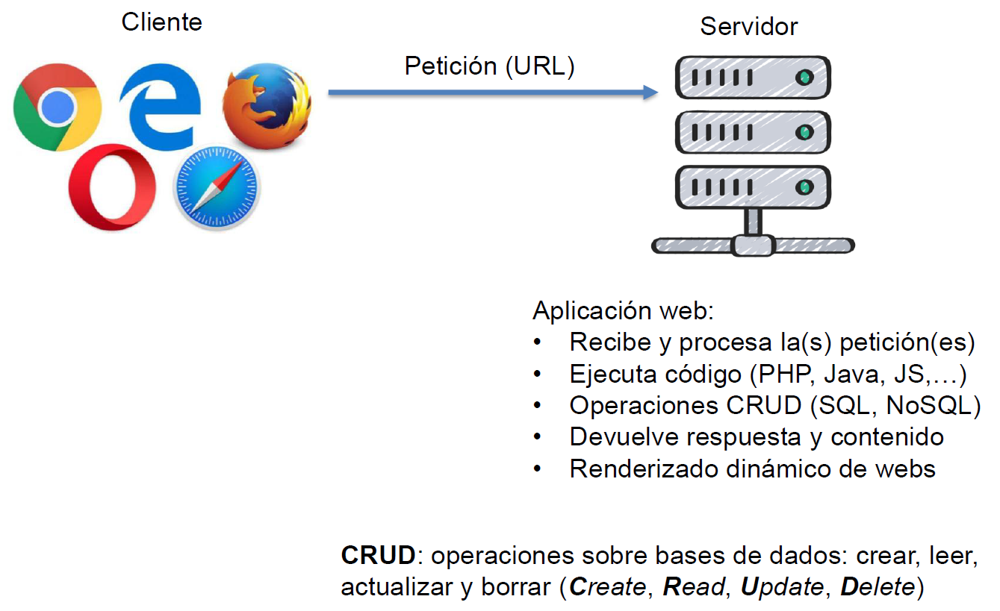 Cliente
Servidor
Petición (URL)
Aplicación web:
• Recibe y procesa la(s) petición(es)
• Ejecuta código (PHP, Java, JS,…)
• Operaciones CRUD (SQL, NoSQL)
• Devuelve respuesta y contenido
• Renderizado dinámico de webs
CRUD: operaciones sobre bases de dados: crear, leer,
actualizar y borrar (Create, Read, Update, Delete)